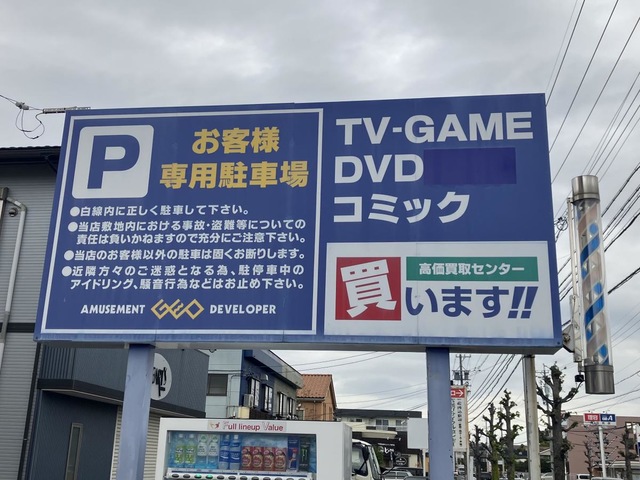 P
お客様
専用駐車場
●白線内に正しく駐車して下さい。
●当店敷地内における事故・盗難等についての
責任は負いかねますので充分にご注意下さい。
●当店のお客様以外の駐車は固くお断りします。
●近隣方々のご迷惑となる為、駐停車中の
アイドリング、騒音行為などはお止め下さい。
AMUSEMENT GEO DEVELOPER
TV-GAME
DVD
コミック
高価買取センター
買います!!
Full lineup Value